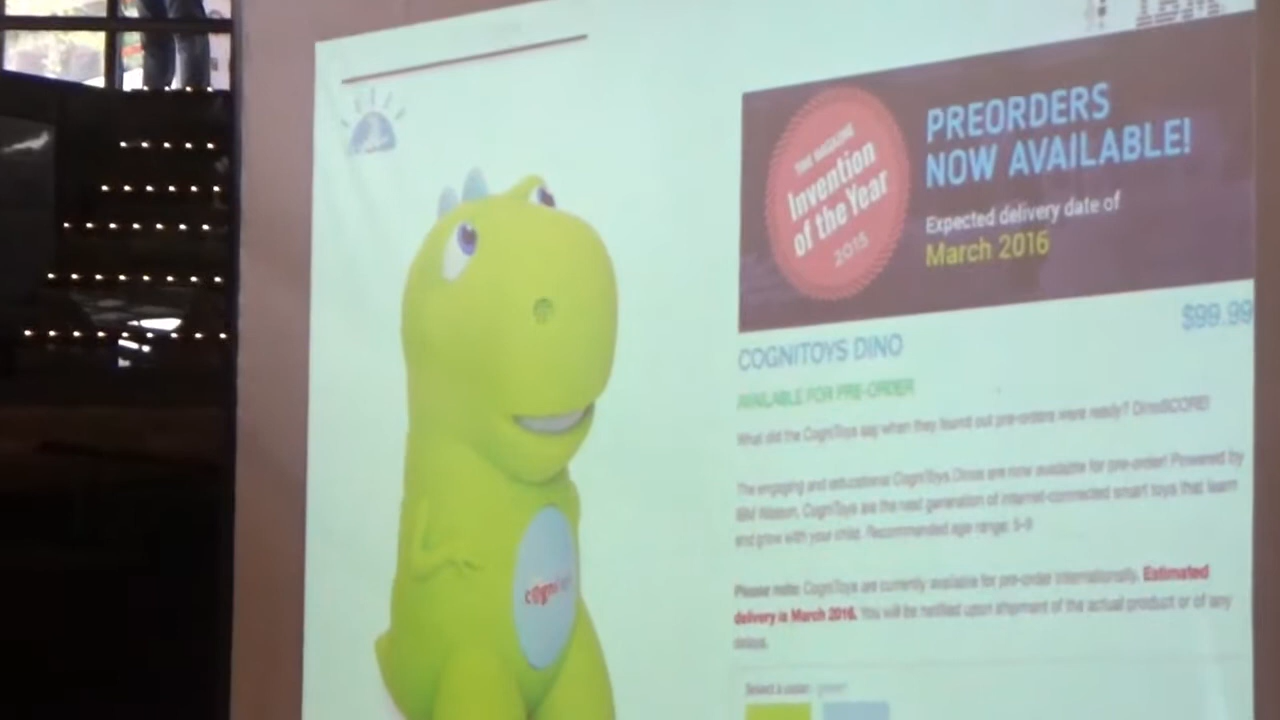 IBM
PREORDERS
NOW AVAILABLE!
Expected delivery date of
March 2016
TIME MAGAZINE
Invention
of the Year
2015
$99.99
COGNITOYS DINO
AVAILABLE FOR PRE-ORDER
What did the CogniToys say when they found out pre-orders were ready? DinoSCORE!
The engaging and educational CogniToys Dinos are now available for pre-order! Powered by
IBM Watson, CogniToys are the next generation of internet-connected smart toys that learn
and grow with your child. Recommended age range: 5-9
Please note: CogniToys are currently available for pre-order internationally. Estimated
delivery is March 2016. You will be notified upon shipment of the actual product or of any
delays.
Select a color: green
cogni